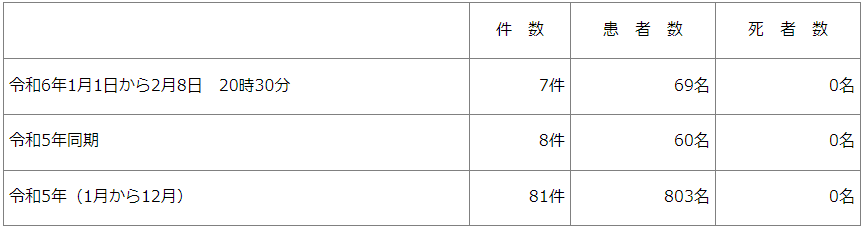 件　数　患　者　数　死　者　数
令和6年1月1日から2月8日　20時30分　7件　69名　0名
令和5年同期　8件　60名　0名
令和5年（1月から12月）　81件　803名　0名